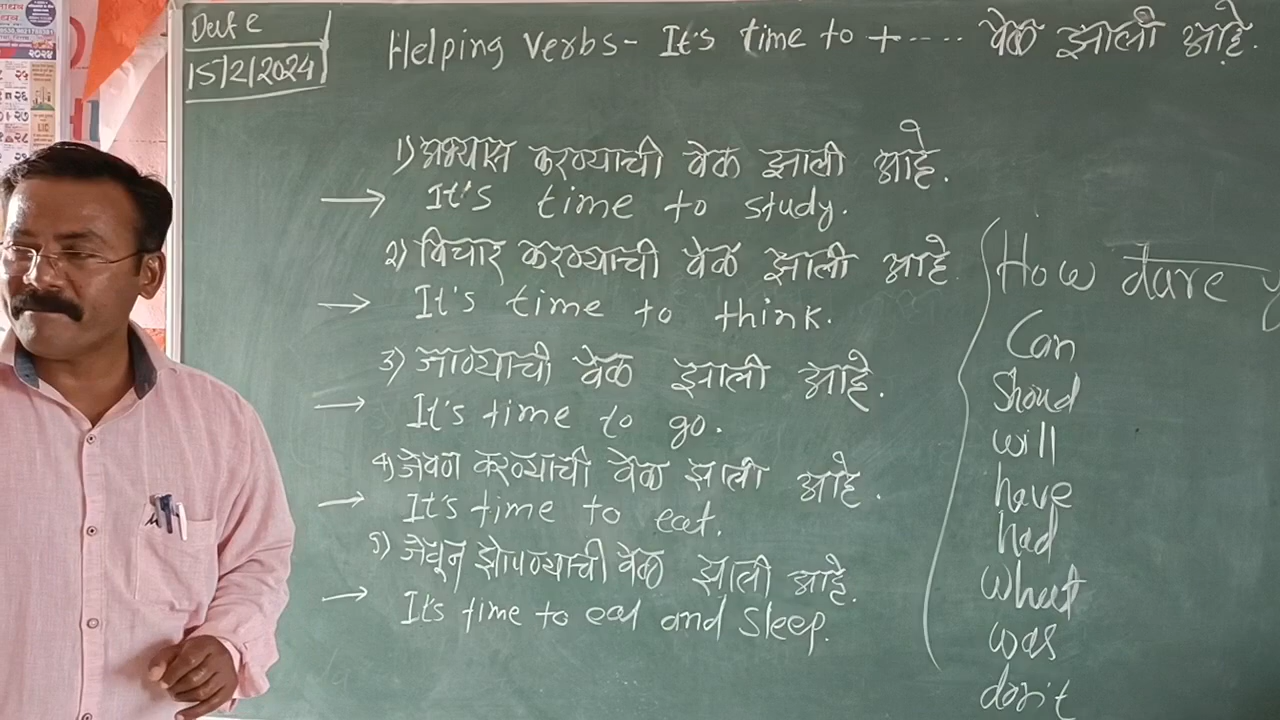 Date
15/2/2024
Helping Verbs - It's time to + ---- वेळ झाली आहे.
1) अभ्यास करण्याची वेळ झाली आहे.
→ It's time to study.
2) विचार करण्याची वेळ झाली आहे
→ It's time to think.
3) जाण्याची वेळ झाली आहे.
→ It's time to go.
4) जेवण करण्याची वेळ झाली आहे.
→ It's time to eat.
5) जेवून झोपण्याची वेळ झाली आहे.
→ It's time to eat and sleep.
How dare
Can
Shoud
will
have
had
what
was
don't
२०२४